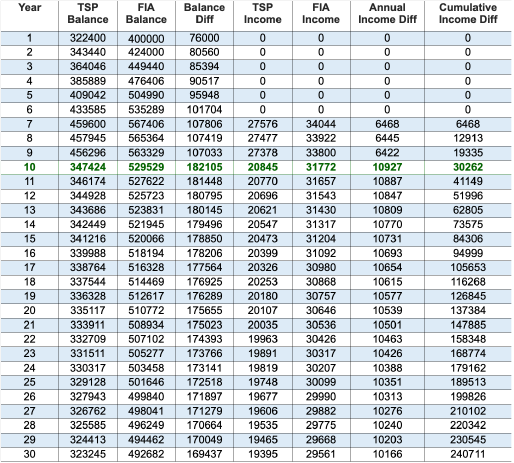 Year TSP Balance FIA Balance Balance Diff TSP Income FIA Income Annual Income Diff Cumulative Income Diff
1 322400 400000 76000 0 0 0 0
2 343440 424000 80560 0 0 0 0
3 364046 449440 85394 0 0 0 0
4 385889 476406 90517 0 0 0 0
5 409042 504990 95948 0 0 0 0
6 433585 535289 101704 0 0 0 0
7 459600 567406 107806 27576 34044 6468 6468
8 457945 565364 107419 27477 33922 6445 12913
9 456296 563329 107033 27378 33800 6422 19335
10 347424 529529 182105 20845 31772 10927 30262
11 346174 527622 181448 20770 31657 10887 41149
12 344928 525723 180795 20696 31543 10847 51996
13 343686 523831 180145 20621 31430 10809 62805
14 342449 521945 179496 20547 31317 10770 73575
15 341216 520066 178850 20473 31204 10731 84306
16 339988 518194 178206 20399 31092 10693 94999
17 338764 516328 177564 20326 30980 10654 105653
18 337544 514469 176925 20253 30868 10615 116268
19 336328 512617 176289 20180 30757 10577 126845
20 335117 510772 175655 20107 30646 10539 137384
21 333911 508934 175023 20035 30536 10501 147885
22 332709 507102 174393 19963 30426 10463 158348
23 331511 505277 173766 19891 30317 10426 168774
24 330317 503458 173141 19819 30207 10388 179162
25 329128 501646 172518 19748 30099 10351 189513
26 327943 499840 171897 19677 29990 10313 199826
27 326762 498041 171279 19606 29882 10276 210102
28 325585 496249 170664 19535 29775 10240 220342
29 324413 494462 170049 19465 29668 10203 230545
30 323245 492682 169437 19395 29561 10166 240711